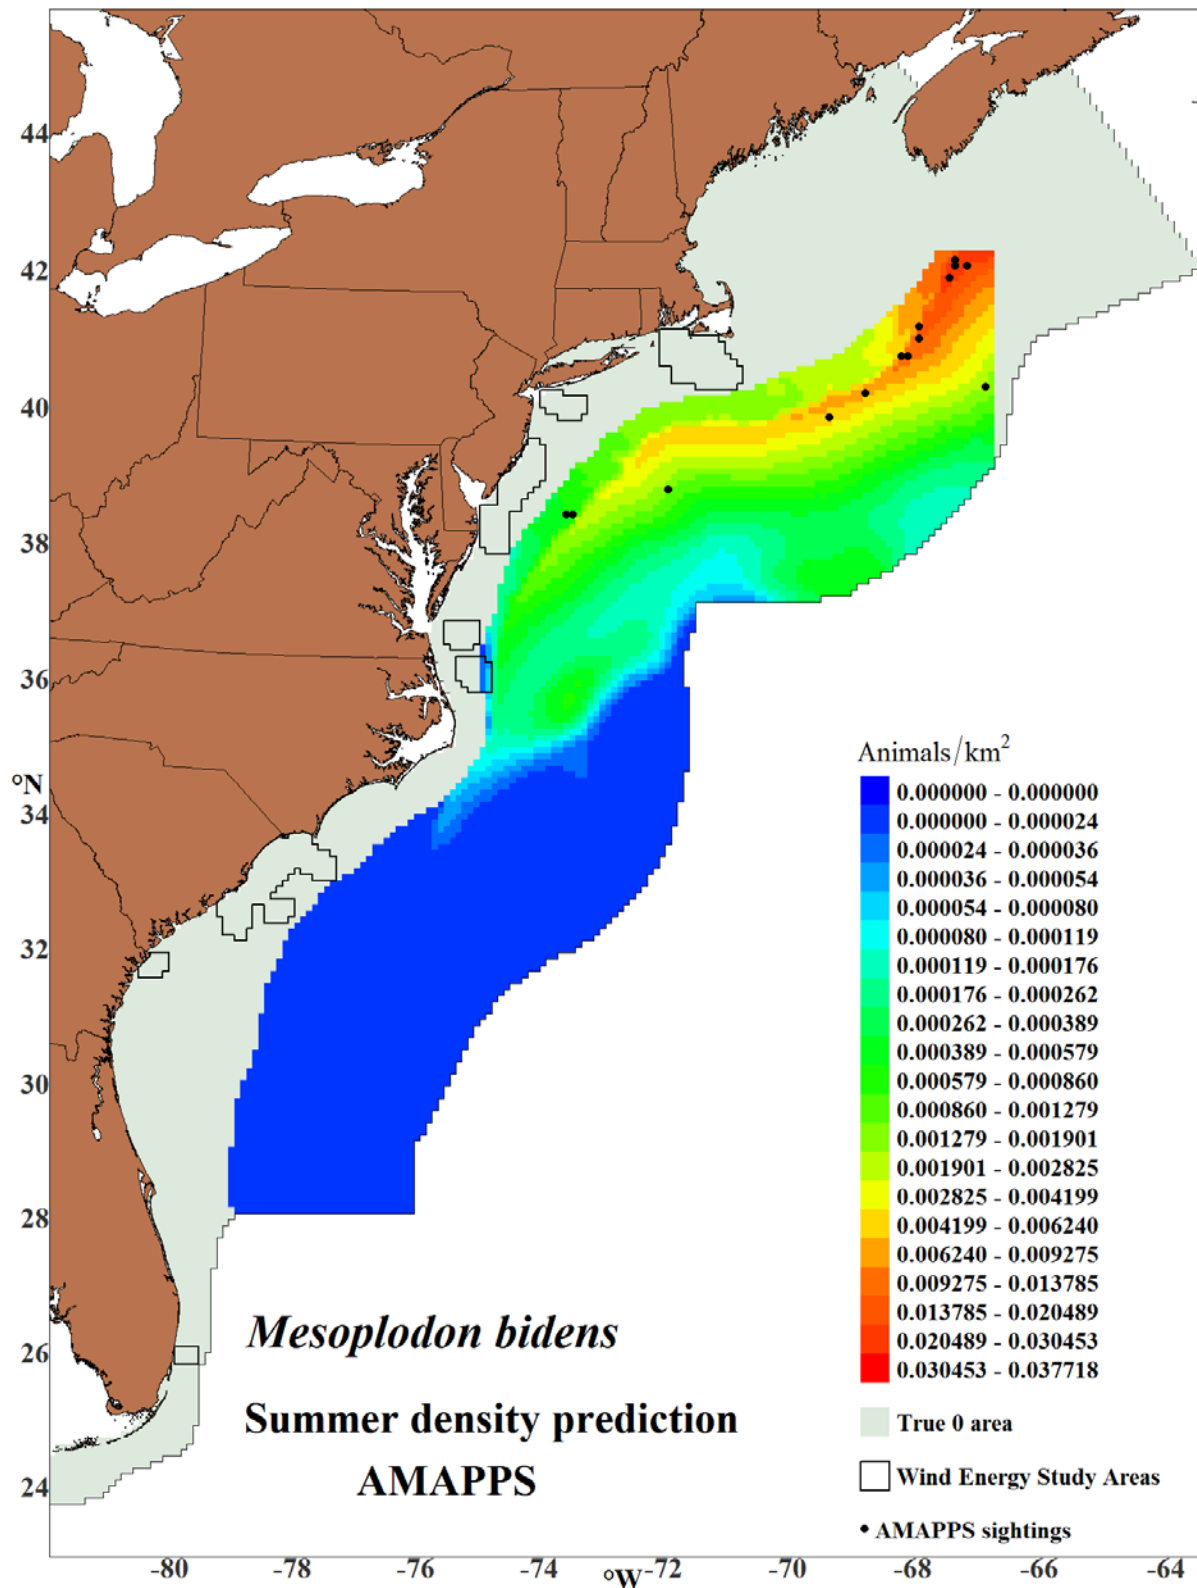 44
42
40
38
36
°N
34
32
30
28
26
24
Animals/km²
0.000000 - 0.000000
0.000000 - 0.000024
0.000024 - 0.000036
0.000036 - 0.000054
0.000054 - 0.000080
0.000080 - 0.000119
0.000119 - 0.000176
0.000176 - 0.000262
0.000262 - 0.000389
0.000389 - 0.000579
0.000579 - 0.000860
0.000860 - 0.001279
0.001279 - 0.001901
0.001901 - 0.002825
0.002825 - 0.004199
0.004199 - 0.006240
0.006240 - 0.009275
0.009275 - 0.013785
0.013785 - 0.020489
0.020489 - 0.030453
0.030453 - 0.037718
True 0 area
Wind Energy Study Areas
AMAPPS sightings
Mesoplodon bidens
Summer density prediction
AMAPPS
-80 -78 -76 -74 °W -72 -70 -68 -66 -64